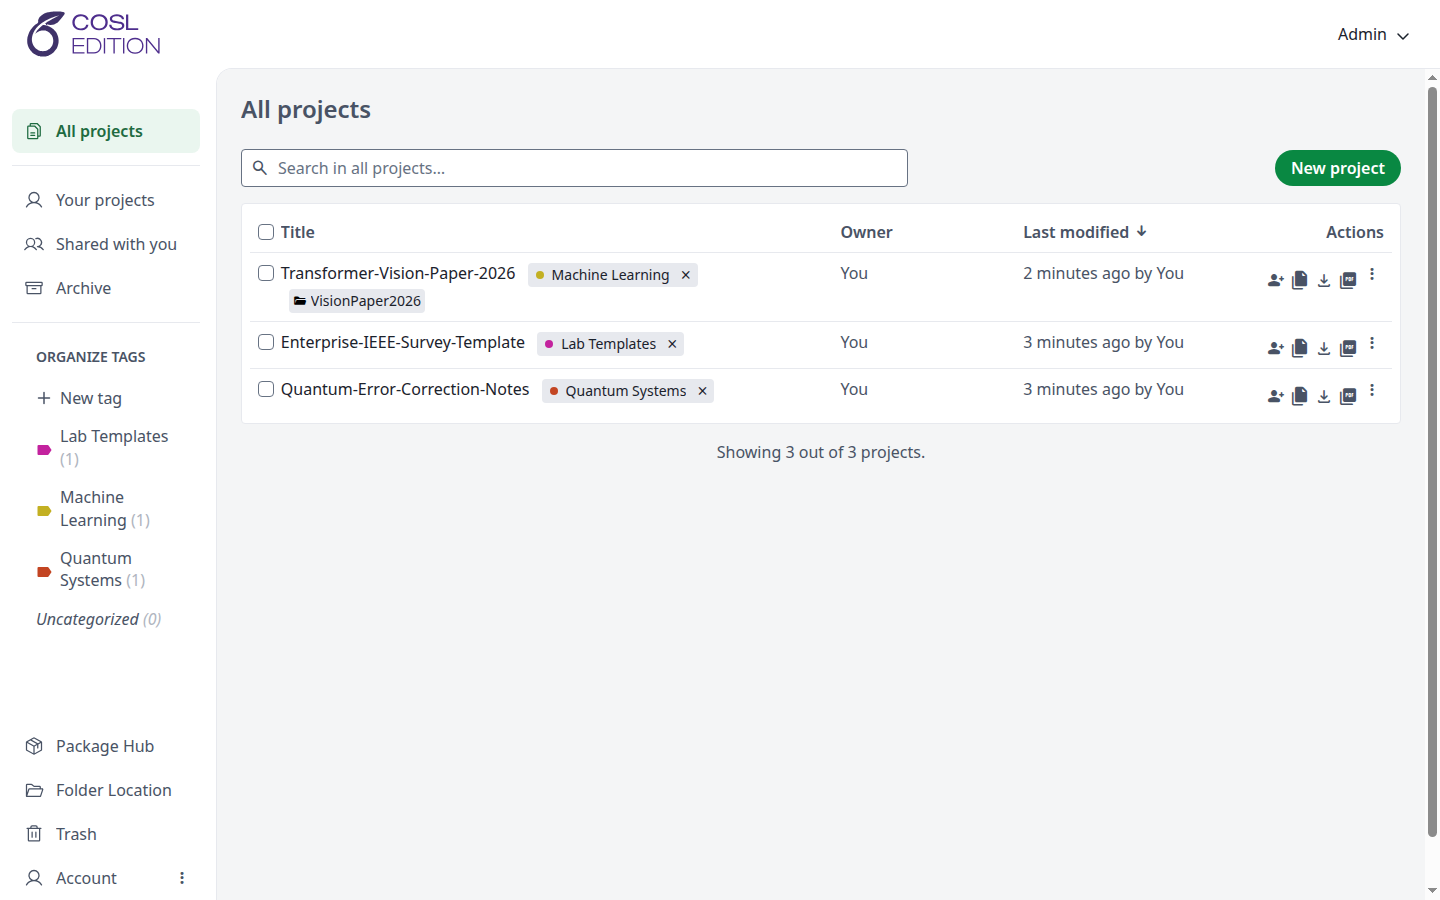 COSL
EDITION
Admin
All projects
Your projects
Shared with you
Archive
ORGANIZE TAGS
New tag
Lab Templates
(1)
Machine
Learning (1)
Quantum
Systems (1)
Uncategorized (0)
Package Hub
Folder Location
Trash
Account
All projects
Search in all projects...
New project
Title Owner Last modified Actions
Transformer-Vision-Paper-2026 Machine Learning × You 2 minutes ago by You PDF
VisionPaper2026
Enterprise-IEEE-Survey-Template Lab Templates × You 3 minutes ago by You PDF
Quantum-Error-Correction-Notes Quantum Systems × You 3 minutes ago by You PDF
Showing 3 out of 3 projects.